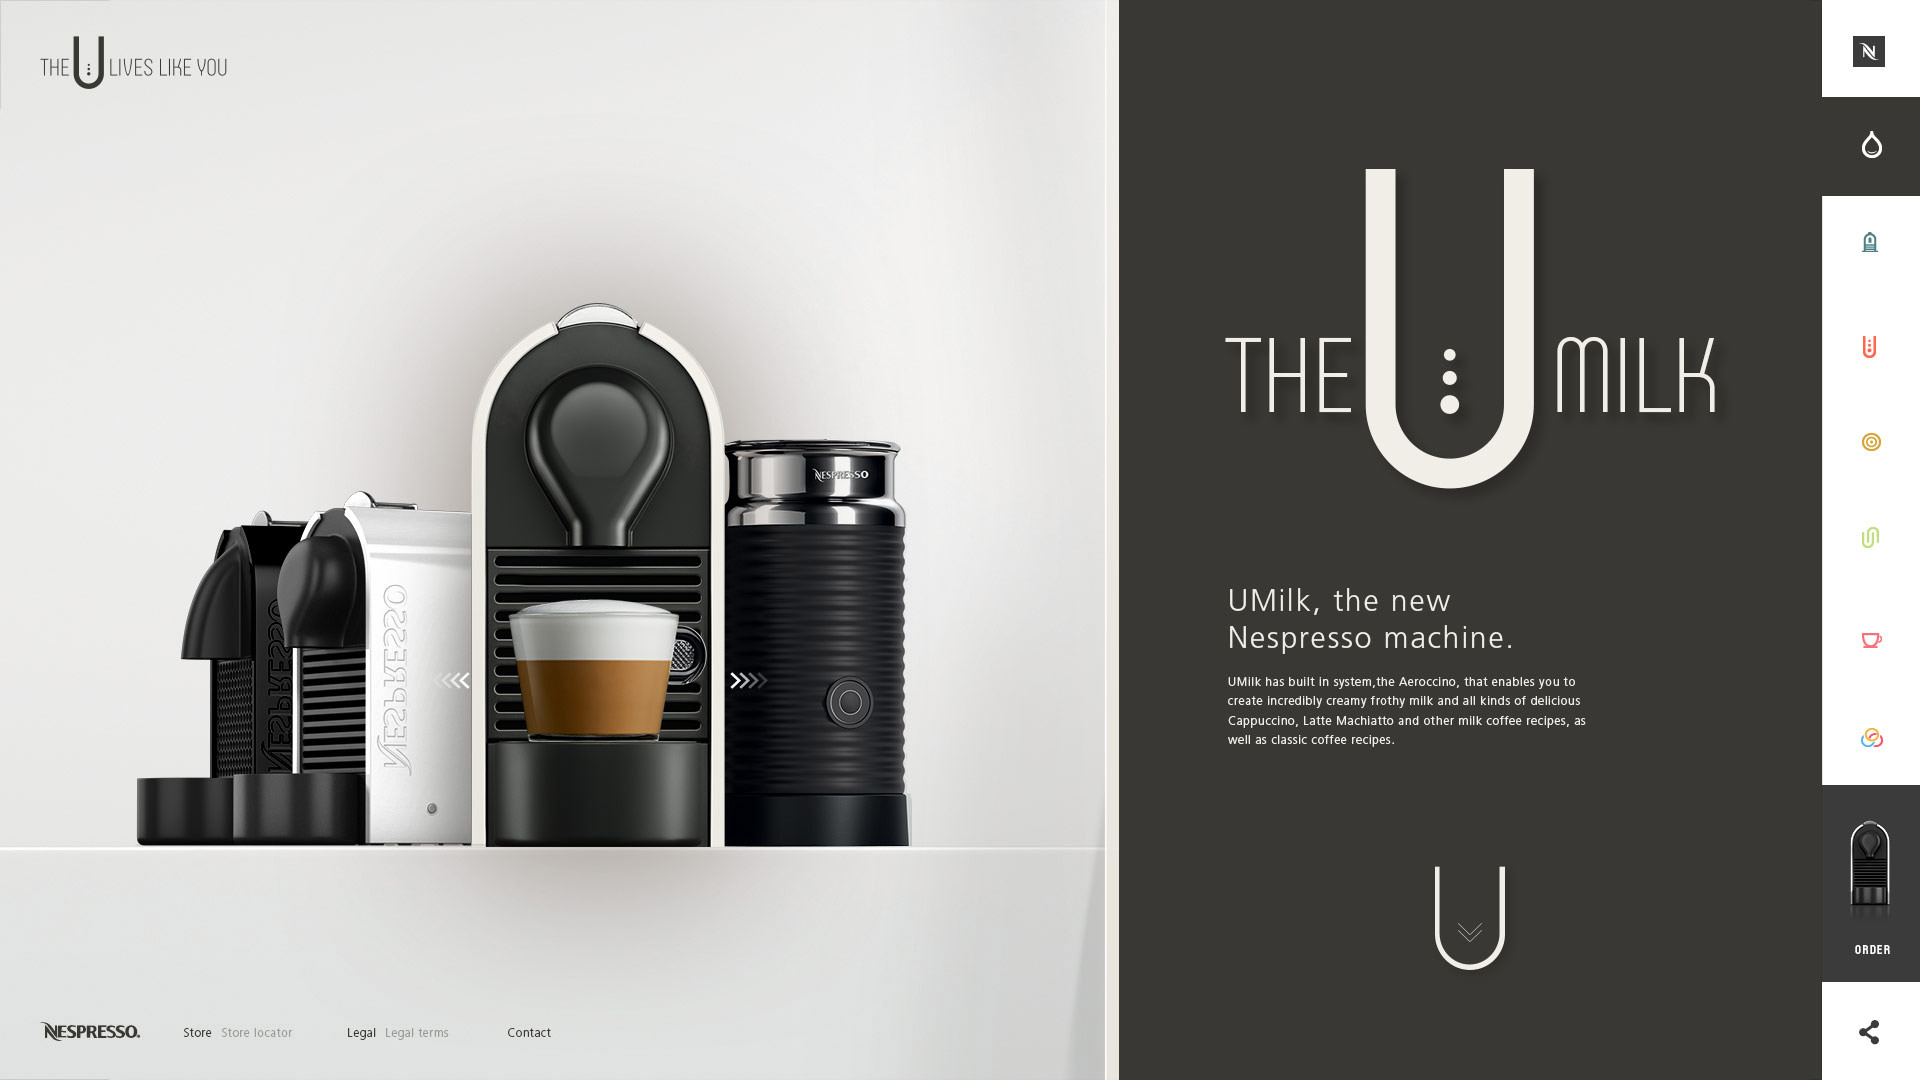 THE U LIVES LIKE YOU
NESPRESSO
NESPRESSO
NESPRESSO
THE U MILK
UMilk, the new
Nespresso machine.
UMilk has built in system,the Aeroccino, that enables you to
create incredibly creamy frothy milk and all kinds of delicious
Cappuccino, Latte Machiatto and other milk coffee recipes, as
well as classic coffee recipes.
N
ORDER
NESPRESSO.
Store Store locator
Legal Legal terms
Contact